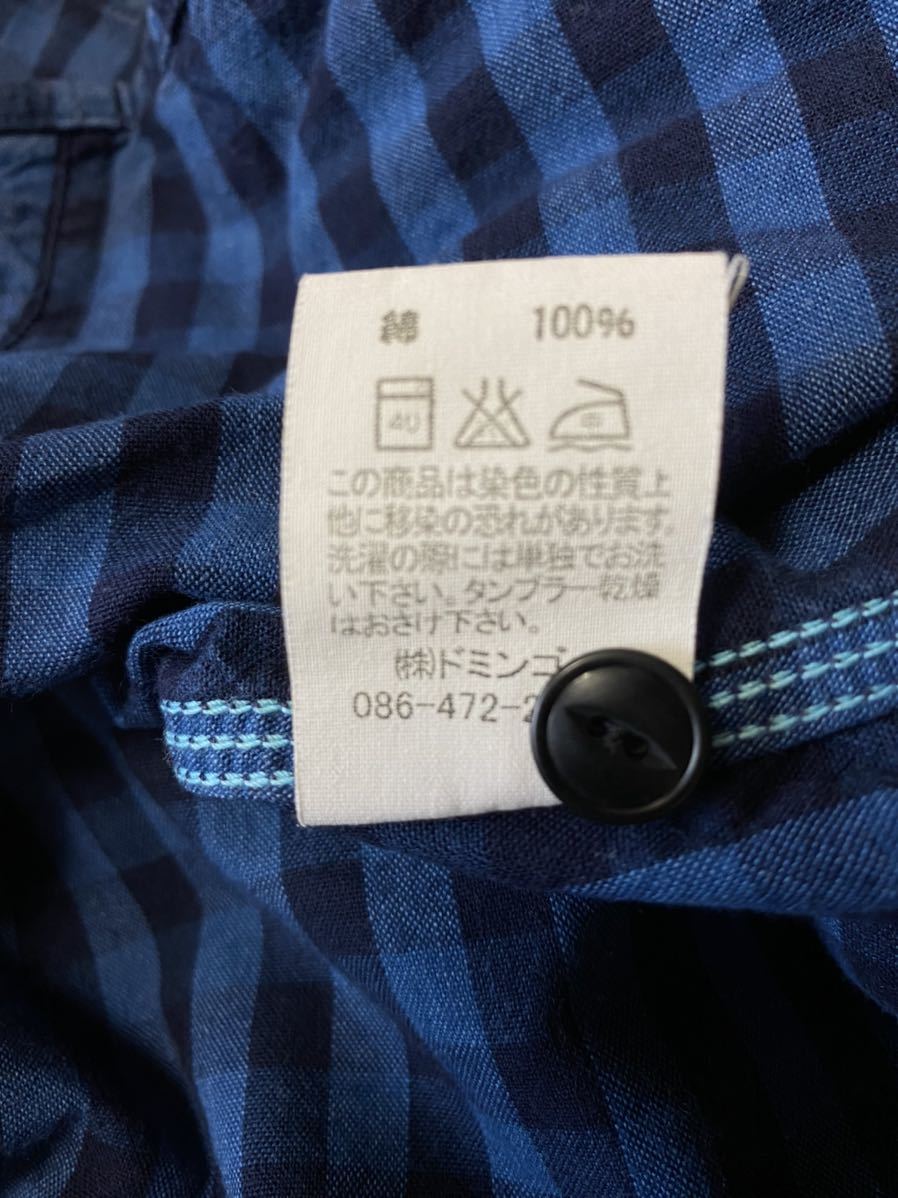 綿 100%
40 中
この商品は染色の性質上
他に移染の恐れがあります。
洗濯の際には単独でお洗
い下さい。タンブラー乾燥
はおさけ下さい。
(株)ドミンゴ
086-472-2